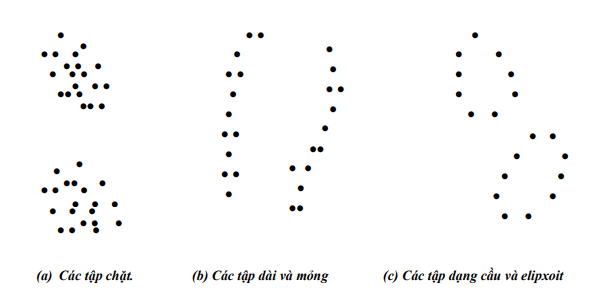 (a) Các tập chặt.
(b) Các tập dài và mỏng
(c) Các tập dạng cầu và elipxoit